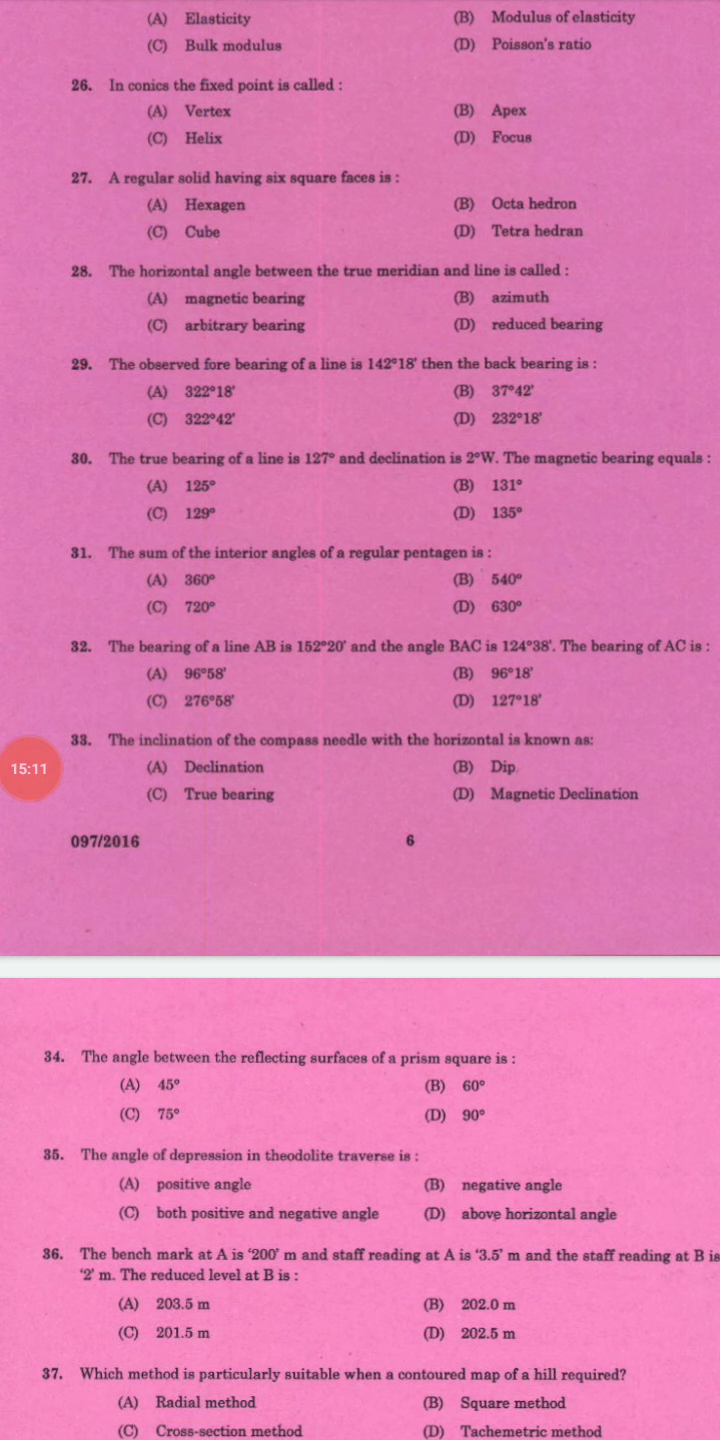 (A) Elasticity (B) Modulus of elasticity
(C) Bulk modulus (D) Poisson's ratio
26. In conics the fixed point is called :
(A) Vertex (B) Apex
(C) Helix (D) Focus
27. A regular solid having six square faces is :
(A) Hexagen (B) Octa hedron
(C) Cube (D) Tetra hedran
28. The horizontal angle between the true meridian and line is called :
(A) magnetic bearing (B) azimuth
(C) arbitrary bearing (D) reduced bearing
29. The observed fore bearing of a line is 142°18' then the back bearing is :
(A) 322°18' (B) 37°42'
(C) 322°42' (D) 232°18'
30. The true bearing of a line is 127° and declination is 2°W. The magnetic bearing equals :
(A) 125° (B) 131°
(C) 129° (D) 135°
31. The sum of the interior angles of a regular pentagen is :
(A) 360° (B) 540°
(C) 720° (D) 630°
32. The bearing of a line AB is 152°20' and the angle BAC is 124°38'. The bearing of AC is :
(A) 96°58' (B) 96°18'
(C) 276°58' (D) 127°18'
33. The inclination of the compass needle with the horizontal is known as:
15:11
(A) Declination (B) Dip
(C) True bearing (D) Magnetic Declination
097/2016 6
34. The angle between the reflecting surfaces of a prism square is :
(A) 45° (B) 60°
(C) 75° (D) 90°
35. The angle of depression in theodolite traverse is :
(A) positive angle (B) negative angle
(C) both positive and negative angle (D) above horizontal angle
36. The bench mark at A is '200' m and staff reading at A is '3.5' m and the staff reading at B is
'2' m. The reduced level at B is :
(A) 203.5 m (B) 202.0 m
(C) 201.5 m (D) 202.5 m
37. Which method is particularly suitable when a contoured map of a hill required?
(A) Radial method (B) Square method
(C) Cross-section method (D) Tachemetric method